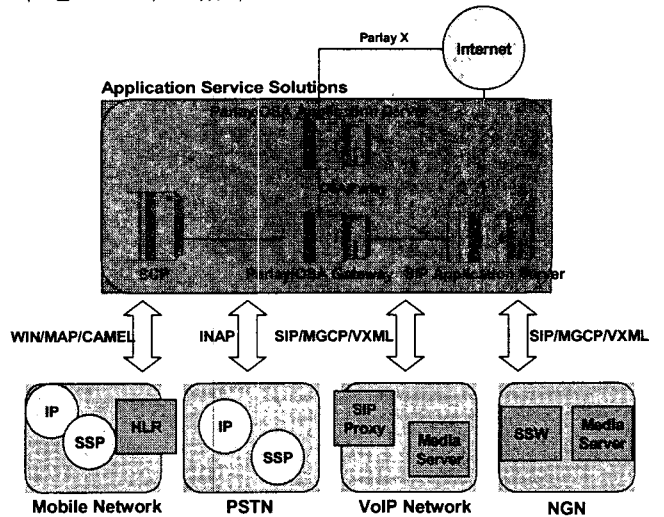 Parlay X
Internet
Application Service Solutions
Parlay/OSA Application Server
SCP
Parlay/OSA Gateway
SIP Application Server
WIN/MAP/CAMEL
INAP
SIP/MGCP/VXML
SIP/MGCP/VXML
IP
SSP
HLR
IP
SSP
SIP
Proxy
Media
Server
SSW
Media
Server
Mobile Network
PSTN
VoIP Network
NGN